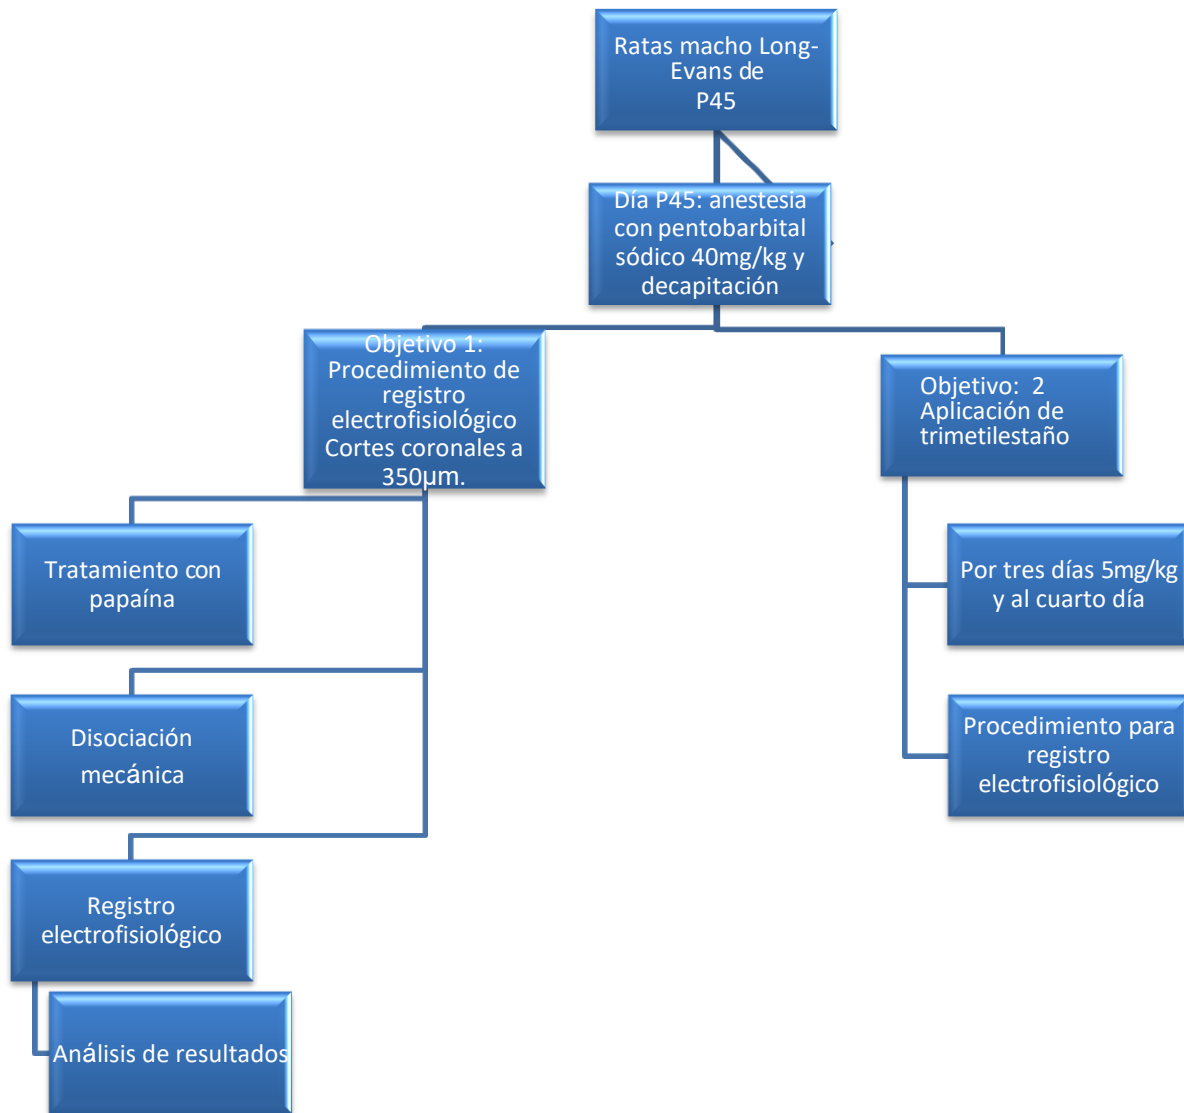 Ratas macho Long-
Evans de
P45
Día P45: anestesia
con pentobarbital
sódico 40mg/kg y
decapitación
Objetivo 1:
Procedimiento de
registro
electrofisiológico
Cortes coronales a
350µm.
Objetivo: 2
Aplicación de
trimetilestaño
Tratamiento con
papaína
Por tres días 5mg/kg
y al cuarto día
Disociación
mecánica
Procedimiento para
registro
electrofisiológico
Registro
electrofisiológico
Análisis de resultados